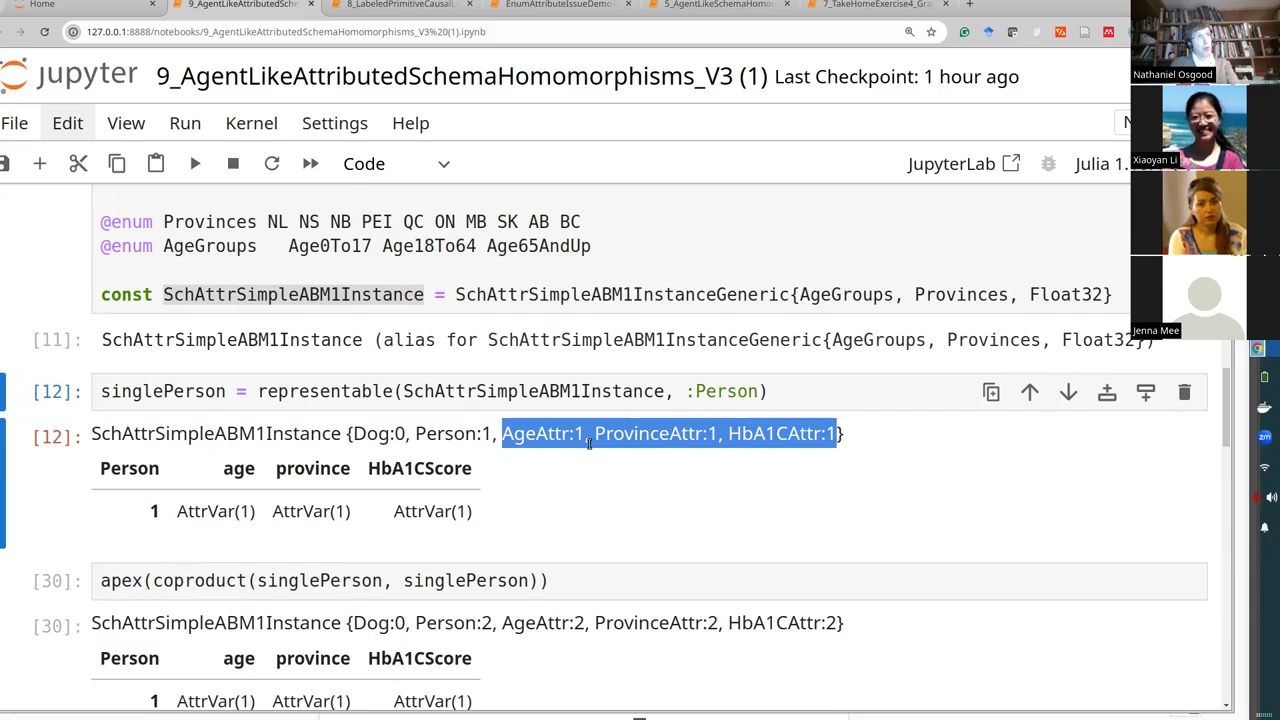 Home
9_AgentLikeAttributedSche
8_LabeledPrimitiveCausalL
EnumAttributeIssueDemo
5_AgentLikeSchemaHomom
7_TakeHomeExercise4_Gra
127.0.0.1:8888/notebooks/9_AgentLikeAttributedSchemaHomomorphisms_V3%20(1).ipynb
jupyter 9_AgentLikeAttributedSchemaHomomorphisms_V3 (1) Last Checkpoint: 1 hour ago
File Edit View Run Kernel Settings Help
Code JupyterLab Julia 1.
@enum Provinces NL NS NB PEI QC ON MB SK AB BC
@enum AgeGroups Age0To17 Age18To64 Age65AndUp
const SchAttrSimpleABM1Instance = SchAttrSimpleABM1InstanceGeneric{AgeGroups, Provinces, Float32}
[11]: SchAttrSimpleABM1Instance (alias for SchAttrSimpleABM1InstanceGeneric{AgeGroups, Provinces, Float32})
[12]: singlePerson = representable(SchAttrSimpleABM1Instance, :Person)
[12]: SchAttrSimpleABM1Instance {Dog:0, Person:1, AgeAttr:1, ProvinceAttr:1, HbA1CAttr:1}
Person age province HbA1CScore
1 AttrVar(1) AttrVar(1) AttrVar(1)
[30]: apex(coproduct(singlePerson, singlePerson))
[30]: SchAttrSimpleABM1Instance {Dog:0, Person:2, AgeAttr:2, ProvinceAttr:2, HbA1CAttr:2}
Person age province HbA1CScore
1 AttrVar(1) AttrVar(1) AttrVar(1)
Nathaniel Osgood
Xiaoyan Li
Jenna Mee